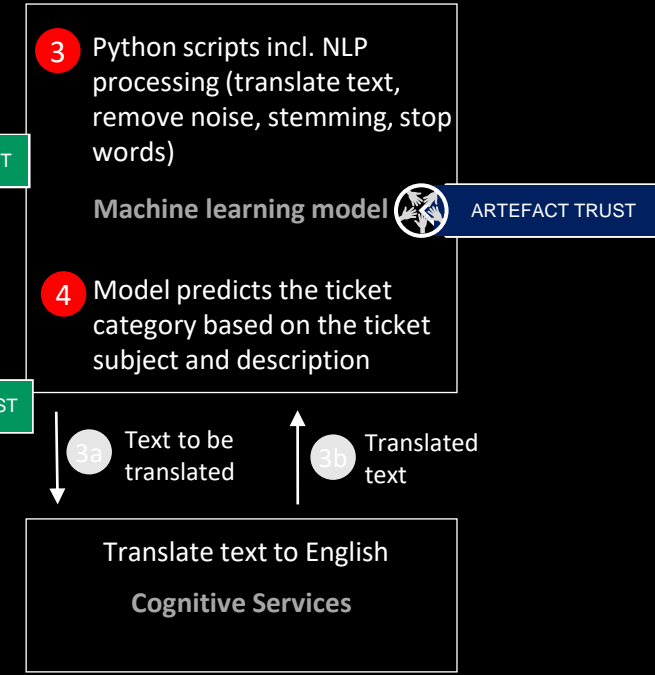 3
Python scripts incl. NLP
processing (translate text,
remove noise, stemming, stop
words)
T
Machine learning model
ARTEFACT TRUST
4
Model predicts the ticket
category based on the ticket
subject and description
ST
3a
Text to be
translated
3b
Translated
text
Translate text to English
Cognitive Services